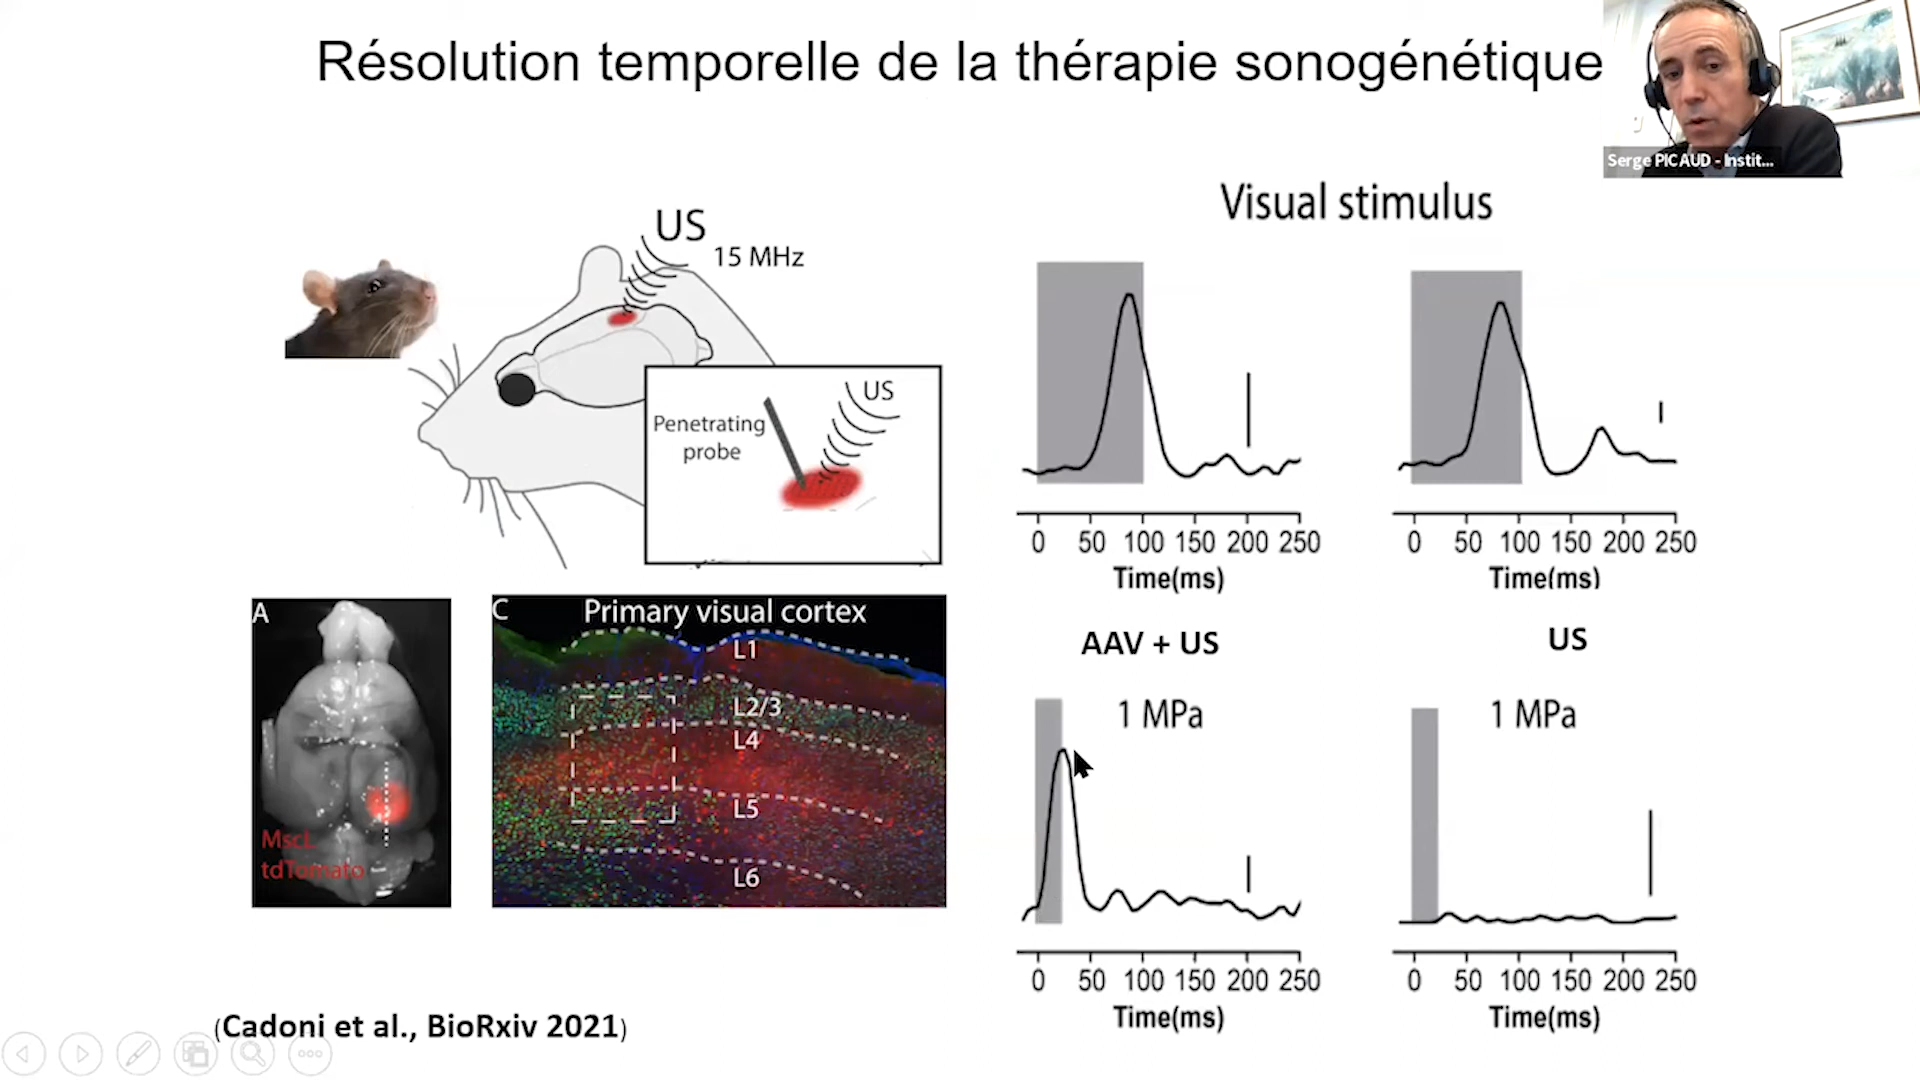 Résolution temporelle de la thérapie sonogénétique
Serge PICAUD - Instit...
US
15 MHz
Penetrating
probe
US
A
MscL
tdTomato
C
Primary visual cortex
L1
L2/3
L4
L5
L6
Visual stimulus
0 50 100 150 200 250
Time(ms)
0 50 100 150 200 250
Time(ms)
AAV + US
1 MPa
0 50 100 150 200 250
Time(ms)
US
1 MPa
0 50 100 150 200 250
Time(ms)
(Cadoni et al., BioRxiv 2021)